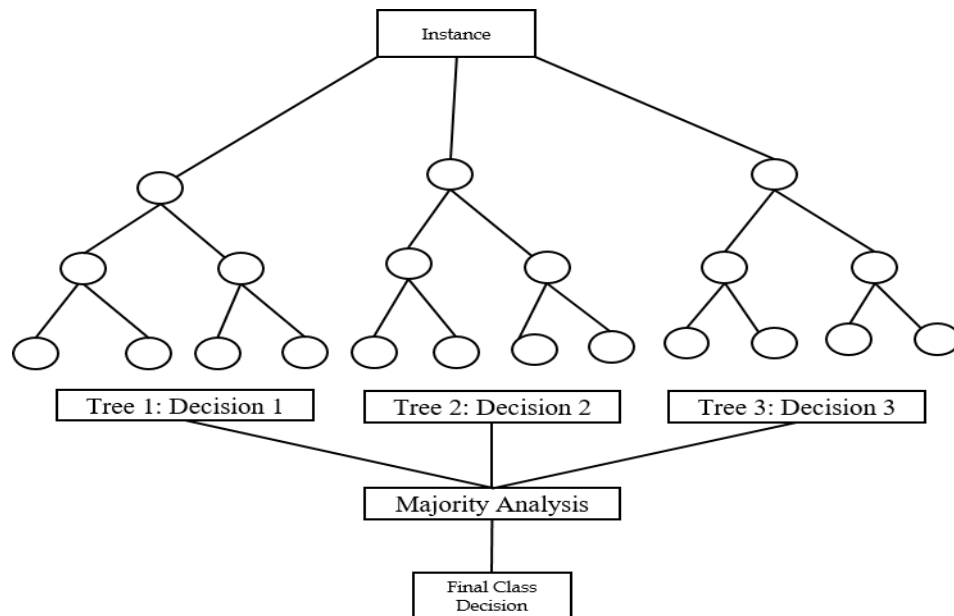 Instance
Tree 1: Decision 1
Tree 2: Decision 2
Tree 3: Decision 3
Majority Analysis
Final Class
Decision